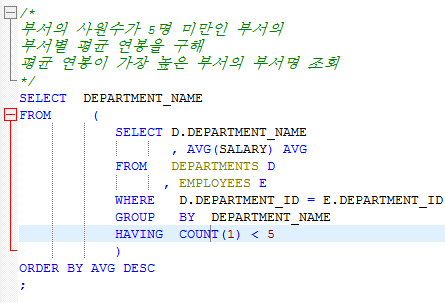 /*
부서의 사원수가 5명 미만인 부서의
부서별 평균 연봉을 구해
평균 연봉이 가장 높은 부서의 부서명 조회
*/
SELECT DEPARTMENT_NAME
FROM (
SELECT D.DEPARTMENT_NAME
, AVG(SALARY) AVG
FROM DEPARTMENTS D
, EMPLOYEES E
WHERE D.DEPARTMENT_ID = E.DEPARTMENT_ID
GROUP BY DEPARTMENT_NAME
HAVING COUNT(1) < 5
)
ORDER BY AVG DESC
;